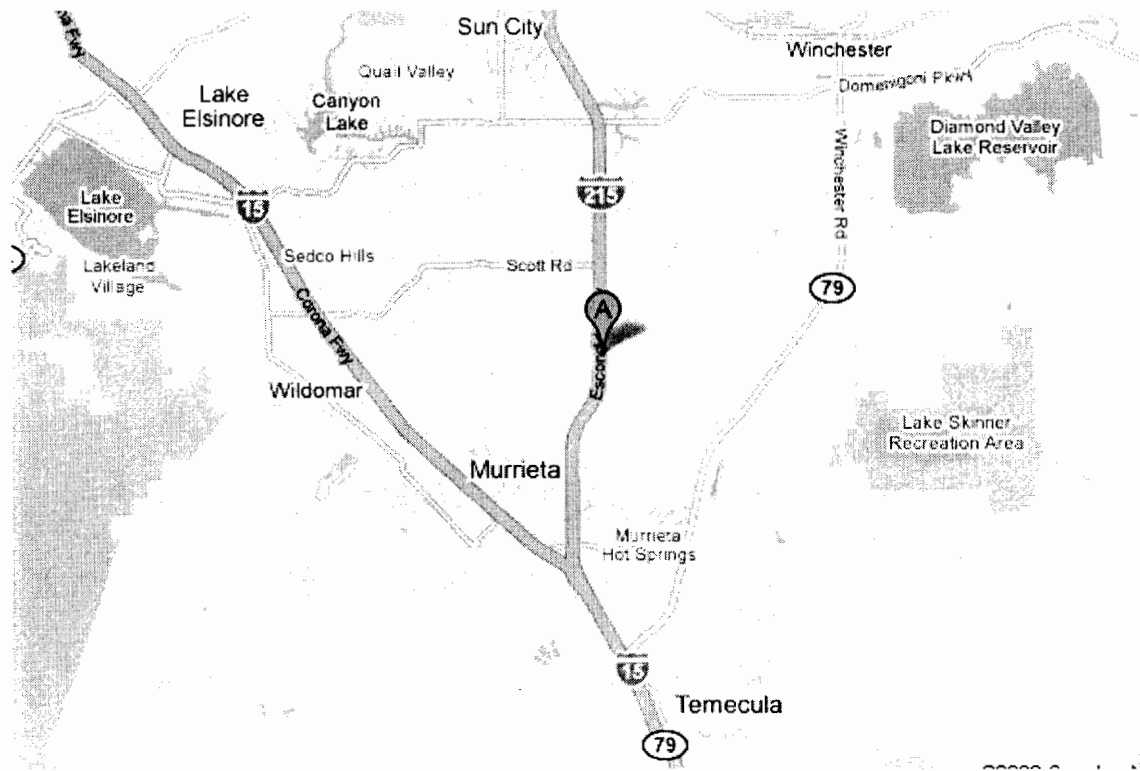 Sun City
Winchester
Quail Valley
Domenigoni Pkwy
Lake
Elsinore
Canyon
Lake
Diamond Valley
Lake Reservoir
Winchester Rd
215
Lake
Elsinore
15
Sedco Hills
Scott Rd
Lakeland
Village
79
A
Corona Fwy
Escond
Wildomar
Lake Skinner
Recreation Area
Murrieta
Murrieta
Hot Springs
15
Temecula
79